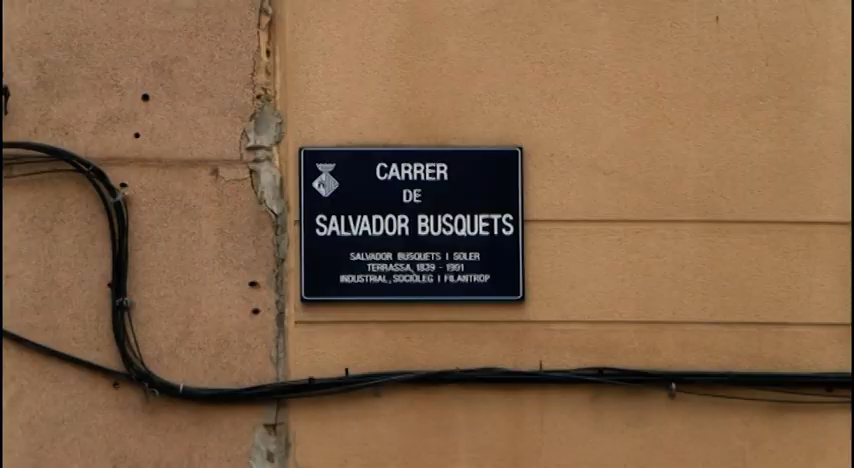 CARRER
DE
SALVADOR BUSQUETS
SALVADOR BUSQUETS I SOLER
TERRASSA, 1839 - 1901
INDUSTRIAL, SOCIÒLEG I FILANTROP